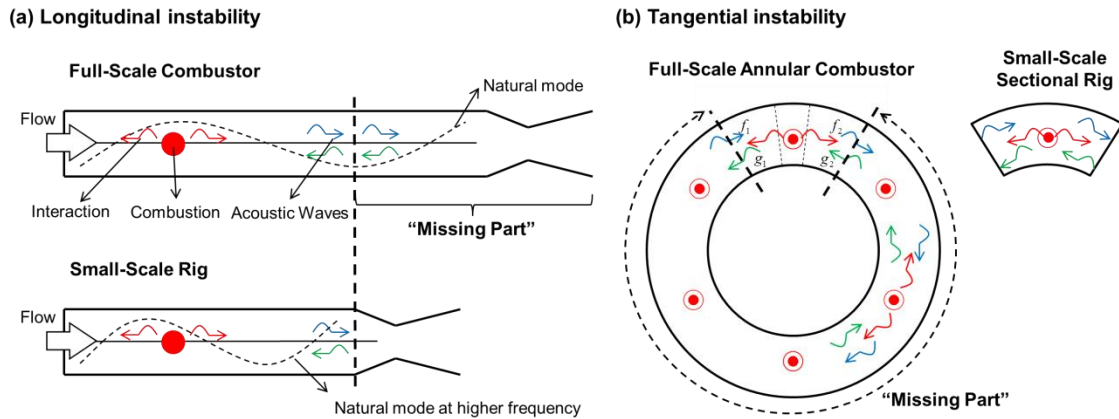 (a) Longitudinal instability
Full-Scale Combustor
Natural mode
Flow
Interaction
Combustion
Acoustic Waves
“Missing Part”
Small-Scale Rig
Flow
Natural mode at higher frequency
(b) Tangential instability
Full-Scale Annular Combustor
Small-Scale
Sectional Rig
f₁
f₂
g₁
g₂
“Missing Part”